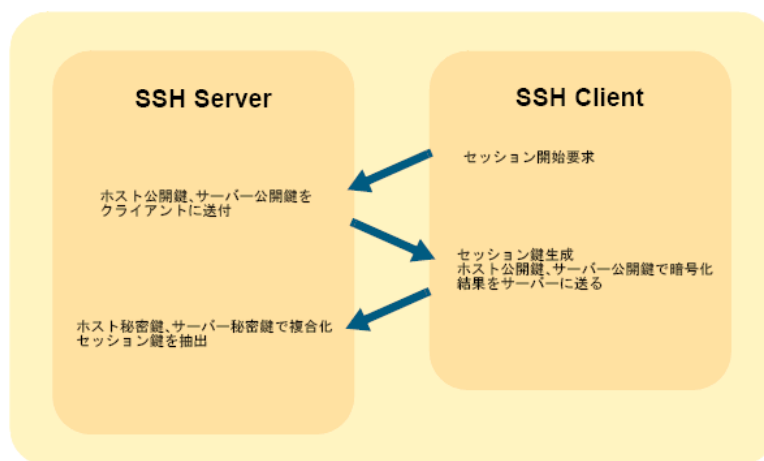 SSH Server
SSH Client
セッション開始要求
ホスト公開鍵、サーバー公開鍵を
クライアントに送付
セッション鍵生成
ホスト公開鍵、サーバー公開鍵で暗号化
結果をサーバーに送る
ホスト秘密鍵、サーバー秘密鍵で複合化
セッション鍵を抽出